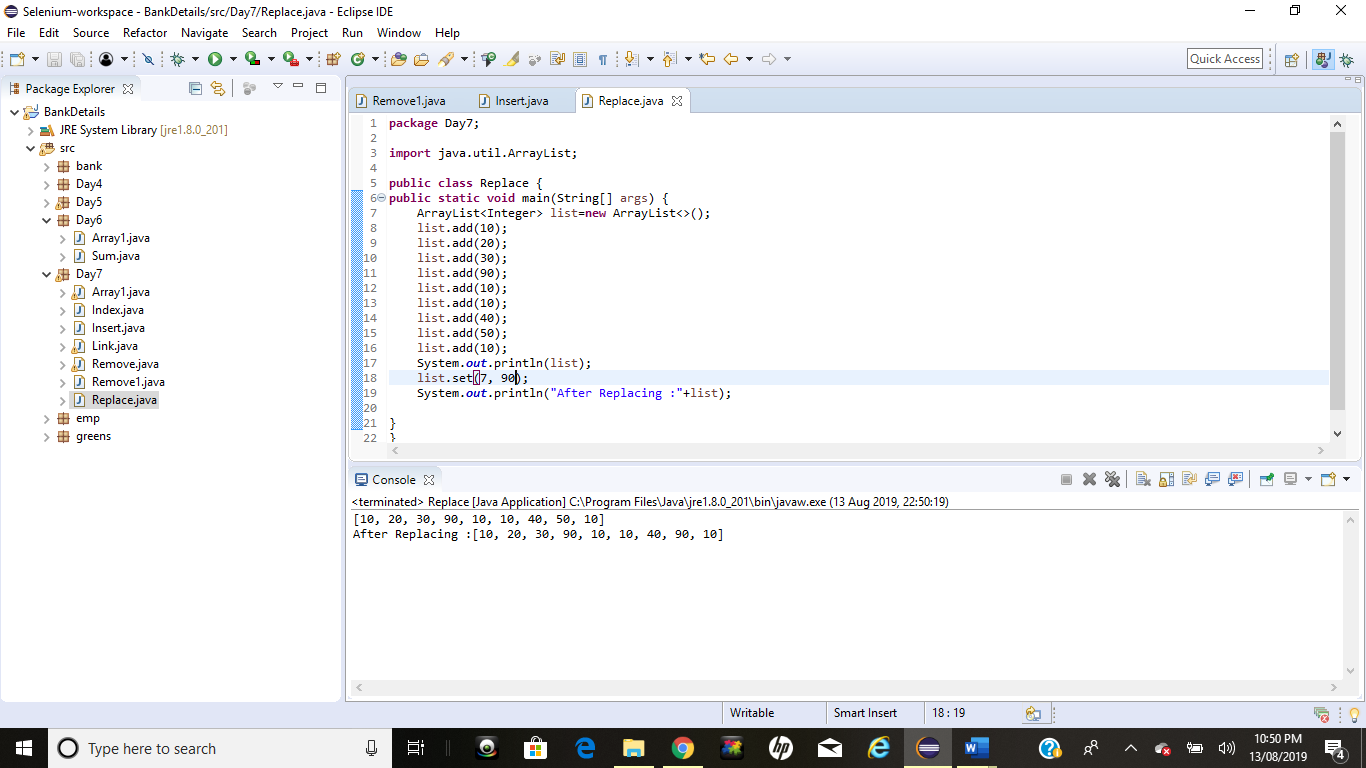 Selenium-workspace - BankDetails/src/Day7/Replace.java - Eclipse IDE
File Edit Source Refactor Navigate Search Project Run Window Help
Quick Access
Package Explorer
BankDetails
JRE System Library [jre1.8.0_201]
src
bank
Day4
Day5
Day6
Array1.java
Sum.java
Day7
Array1.java
Index.java
Insert.java
Link.java
Remove.java
Remove1.java
Replace.java
emp
greens
Remove1.java Insert.java Replace.java
1 package Day7;
2
3 import java.util.ArrayList;
4
5 public class Replace {
6 public static void main(String[] args) {
7 ArrayList<Integer> list=new ArrayList<>();
8 list.add(10);
9 list.add(20);
10 list.add(30);
11 list.add(90);
12 list.add(10);
13 list.add(10);
14 list.add(40);
15 list.add(50);
16 list.add(10);
17 System.out.println(list);
18 list.set(7, 90);
19 System.out.println("After Replacing :"+list);
20
21 }
22 }
Console
<terminated> Replace [Java Application] C:\Program Files\Java\jre1.8.0_201\bin\javaw.exe (13 Aug 2019, 22:50:19)
[10, 20, 30, 90, 10, 10, 40, 50, 10]
After Replacing :[10, 20, 30, 90, 10, 10, 40, 90, 10]
Writable Smart Insert 18 : 19
Type here to search
10:50 PM
13/08/2019
4